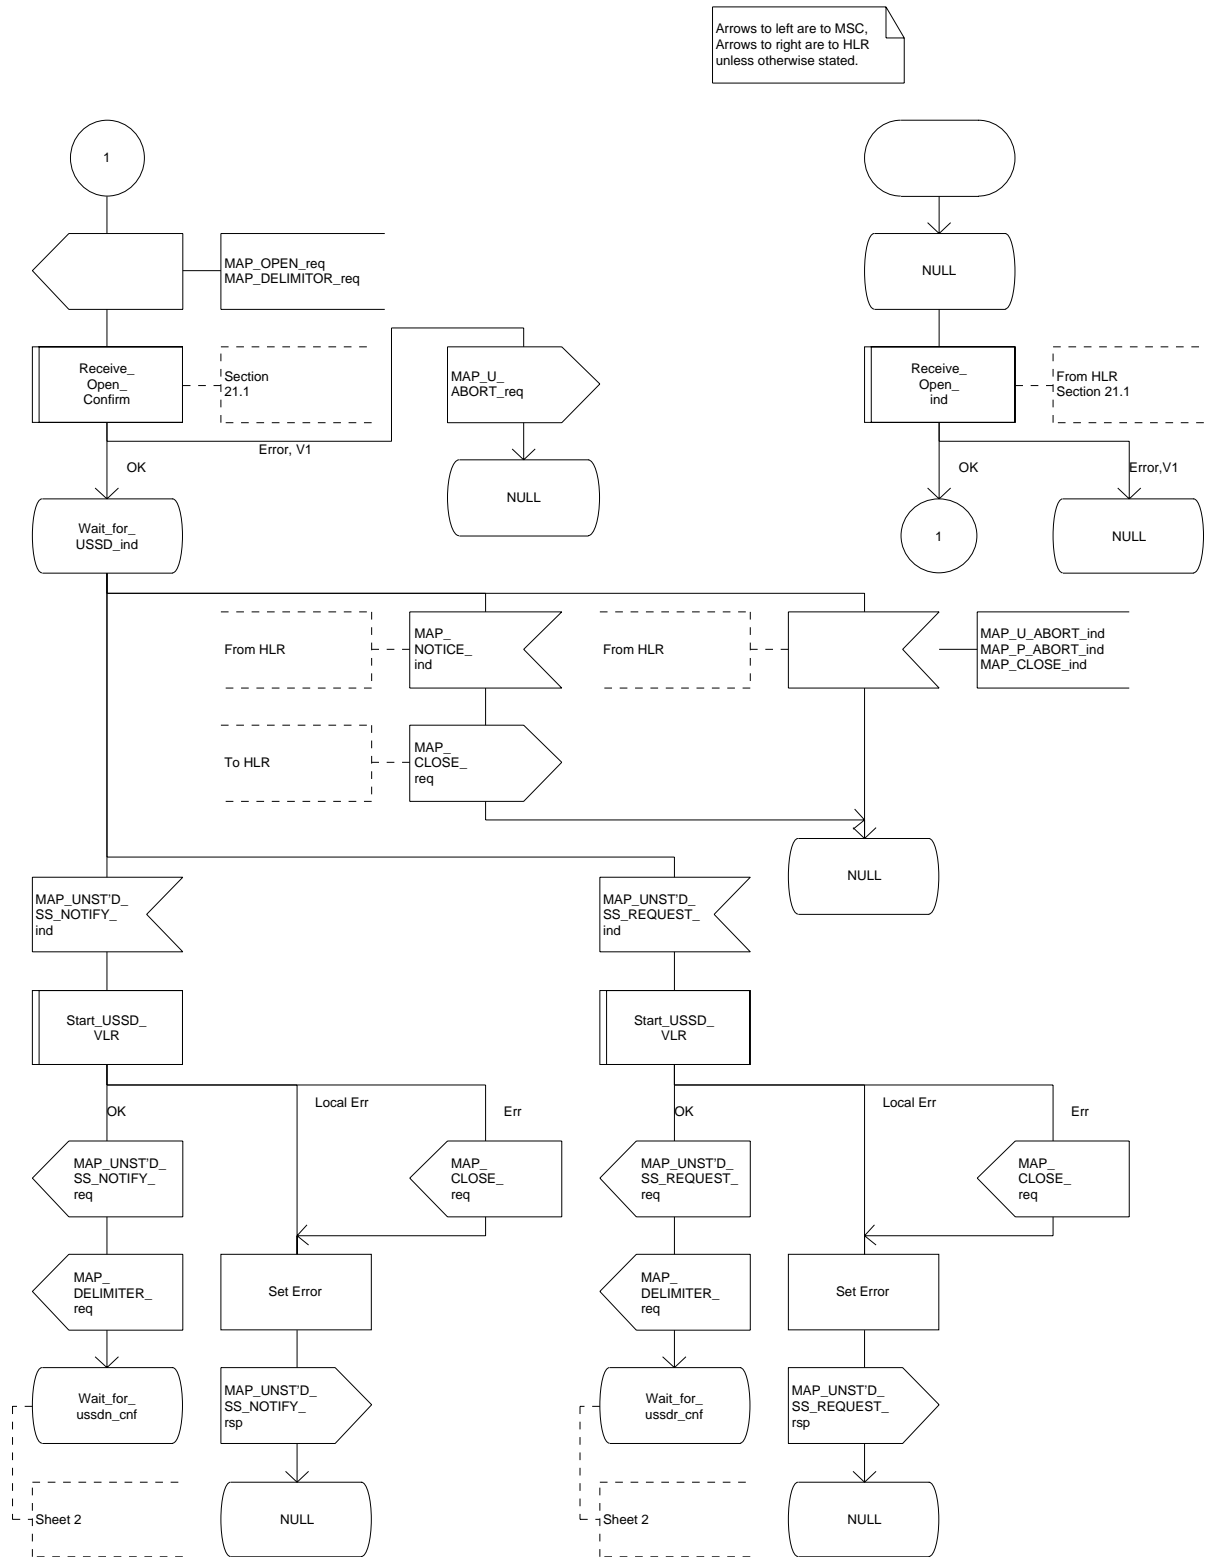 Arrows to left are to MSC,
Arrows to right are to HLR
unless otherwise stated.
1
MAP_OPEN_req
MAP_DELIMITOR_req
NULL
Receive_
Open_
Confirm
Section
21.1
MAP_U_
ABORT_req
Receive_
Open_
ind
From HLR
Section 21.1
Error, V1
OK
NULL
OK
Error,V1
Wait_for_
USSD_ind
1
NULL
From HLR
MAP_
NOTICE_
ind
From HLR
MAP_U_ABORT_ind
MAP_P_ABORT_ind
MAP_CLOSE_ind
To HLR
MAP_
CLOSE_
req
NULL
MAP_UNST'D_
SS_NOTIFY_
ind
MAP_UNST'D_
SS_REQUEST_
ind
Start_USSD_
VLR
Start_USSD_
VLR
OK
Local Err
Err
OK
Local Err
Err
MAP_UNST'D_
SS_NOTIFY_
req
MAP_
CLOSE_
req
MAP_UNST'D_
SS_REQUEST_
req
MAP_
CLOSE_
req
MAP_
DELIMITER_
req
Set Error
MAP_
DELIMITER_
req
Set Error
Wait_for_
ussdn_cnf
MAP_UNST'D_
SS_NOTIFY_
rsp
Wait_for_
ussdr_cnf
MAP_UNST'D_
SS_REQUEST_
rsp
Sheet 2
NULL
Sheet 2
NULL